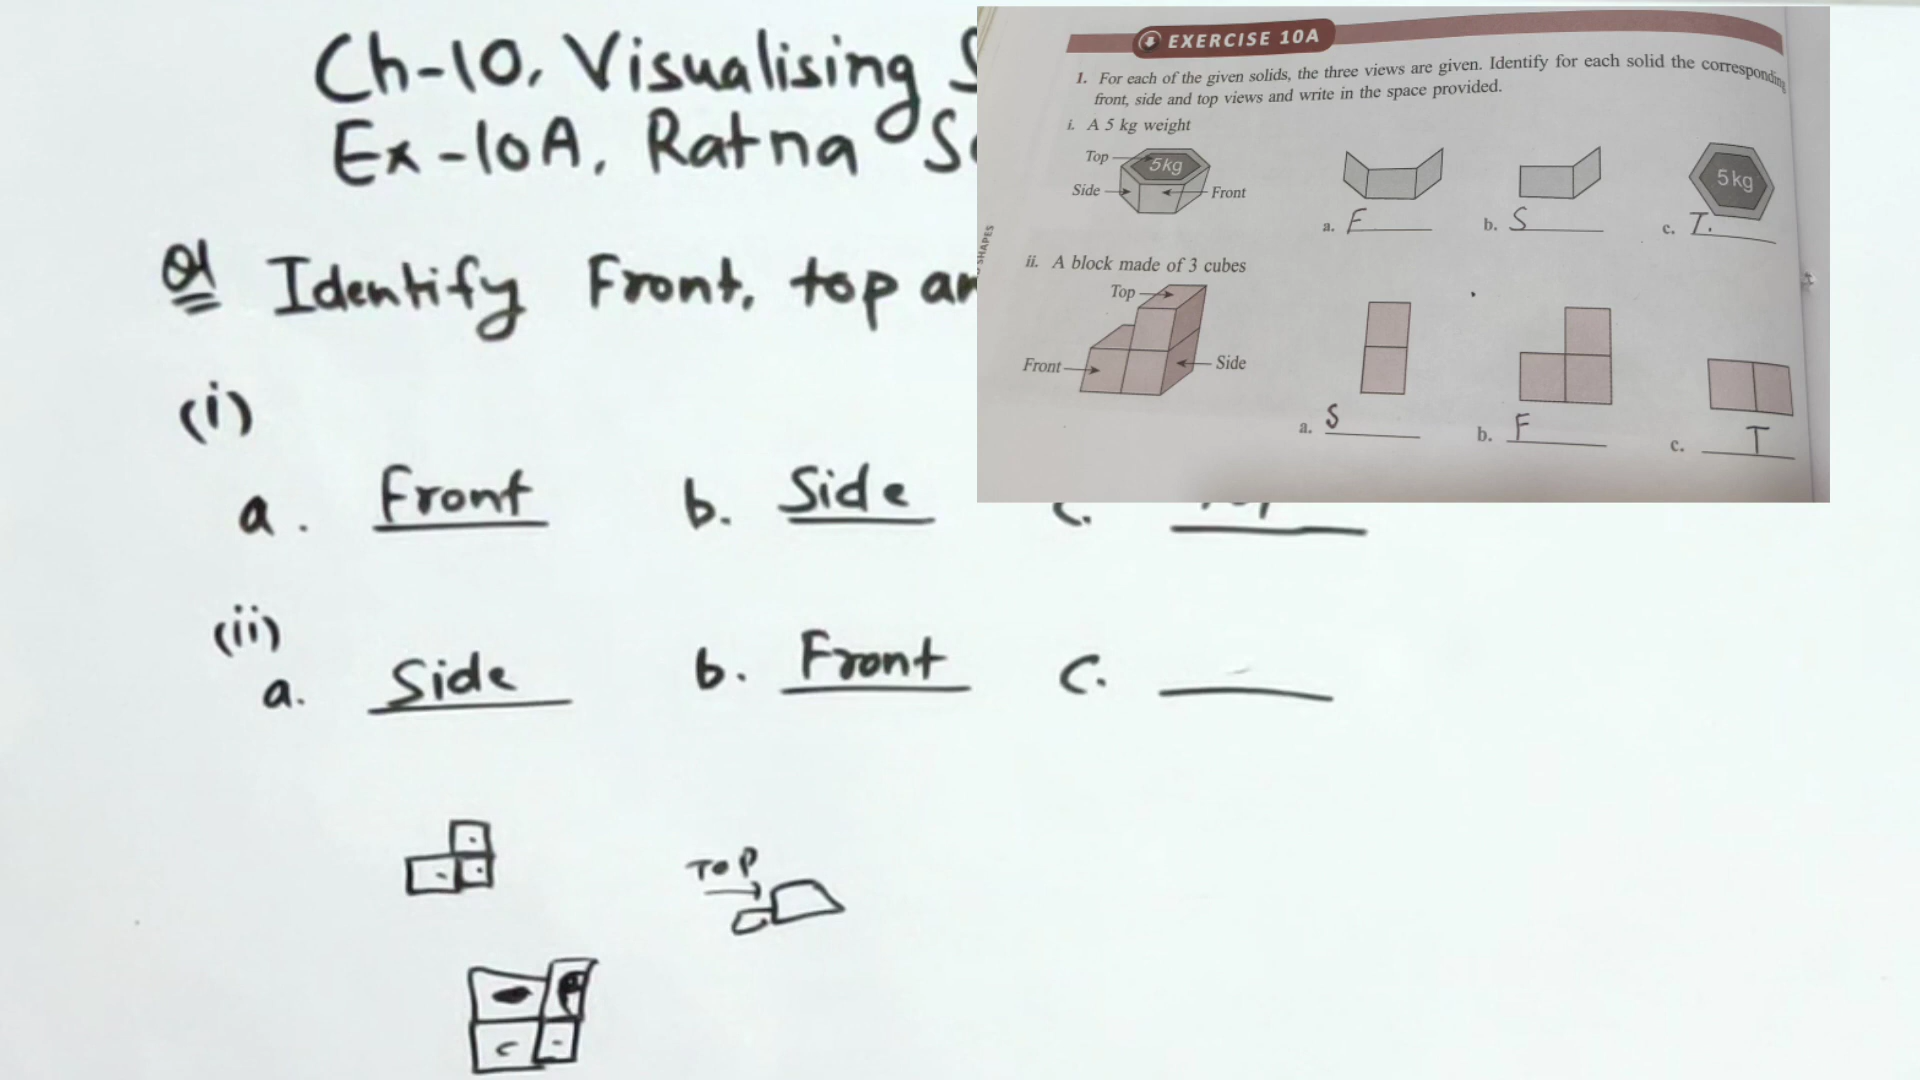 Ch-10, Visualising S
Ex-10A, Ratna
Q1 Identify Front, top an
(i)
a. Front b. Side c.
(ii)
a. Side b. Front c.
TOP
EXERCISE 10A
1. For each of the given solids, the three views are given. Identify for each solid the corresponding
front, side and top views and write in the space provided.
i. A 5 kg weight
Top
5kg
Side
Front
5kg
a. F b. S c. T.
SHAPES
ii. A block made of 3 cubes
Top
Front
Side
a. S b. F c. T